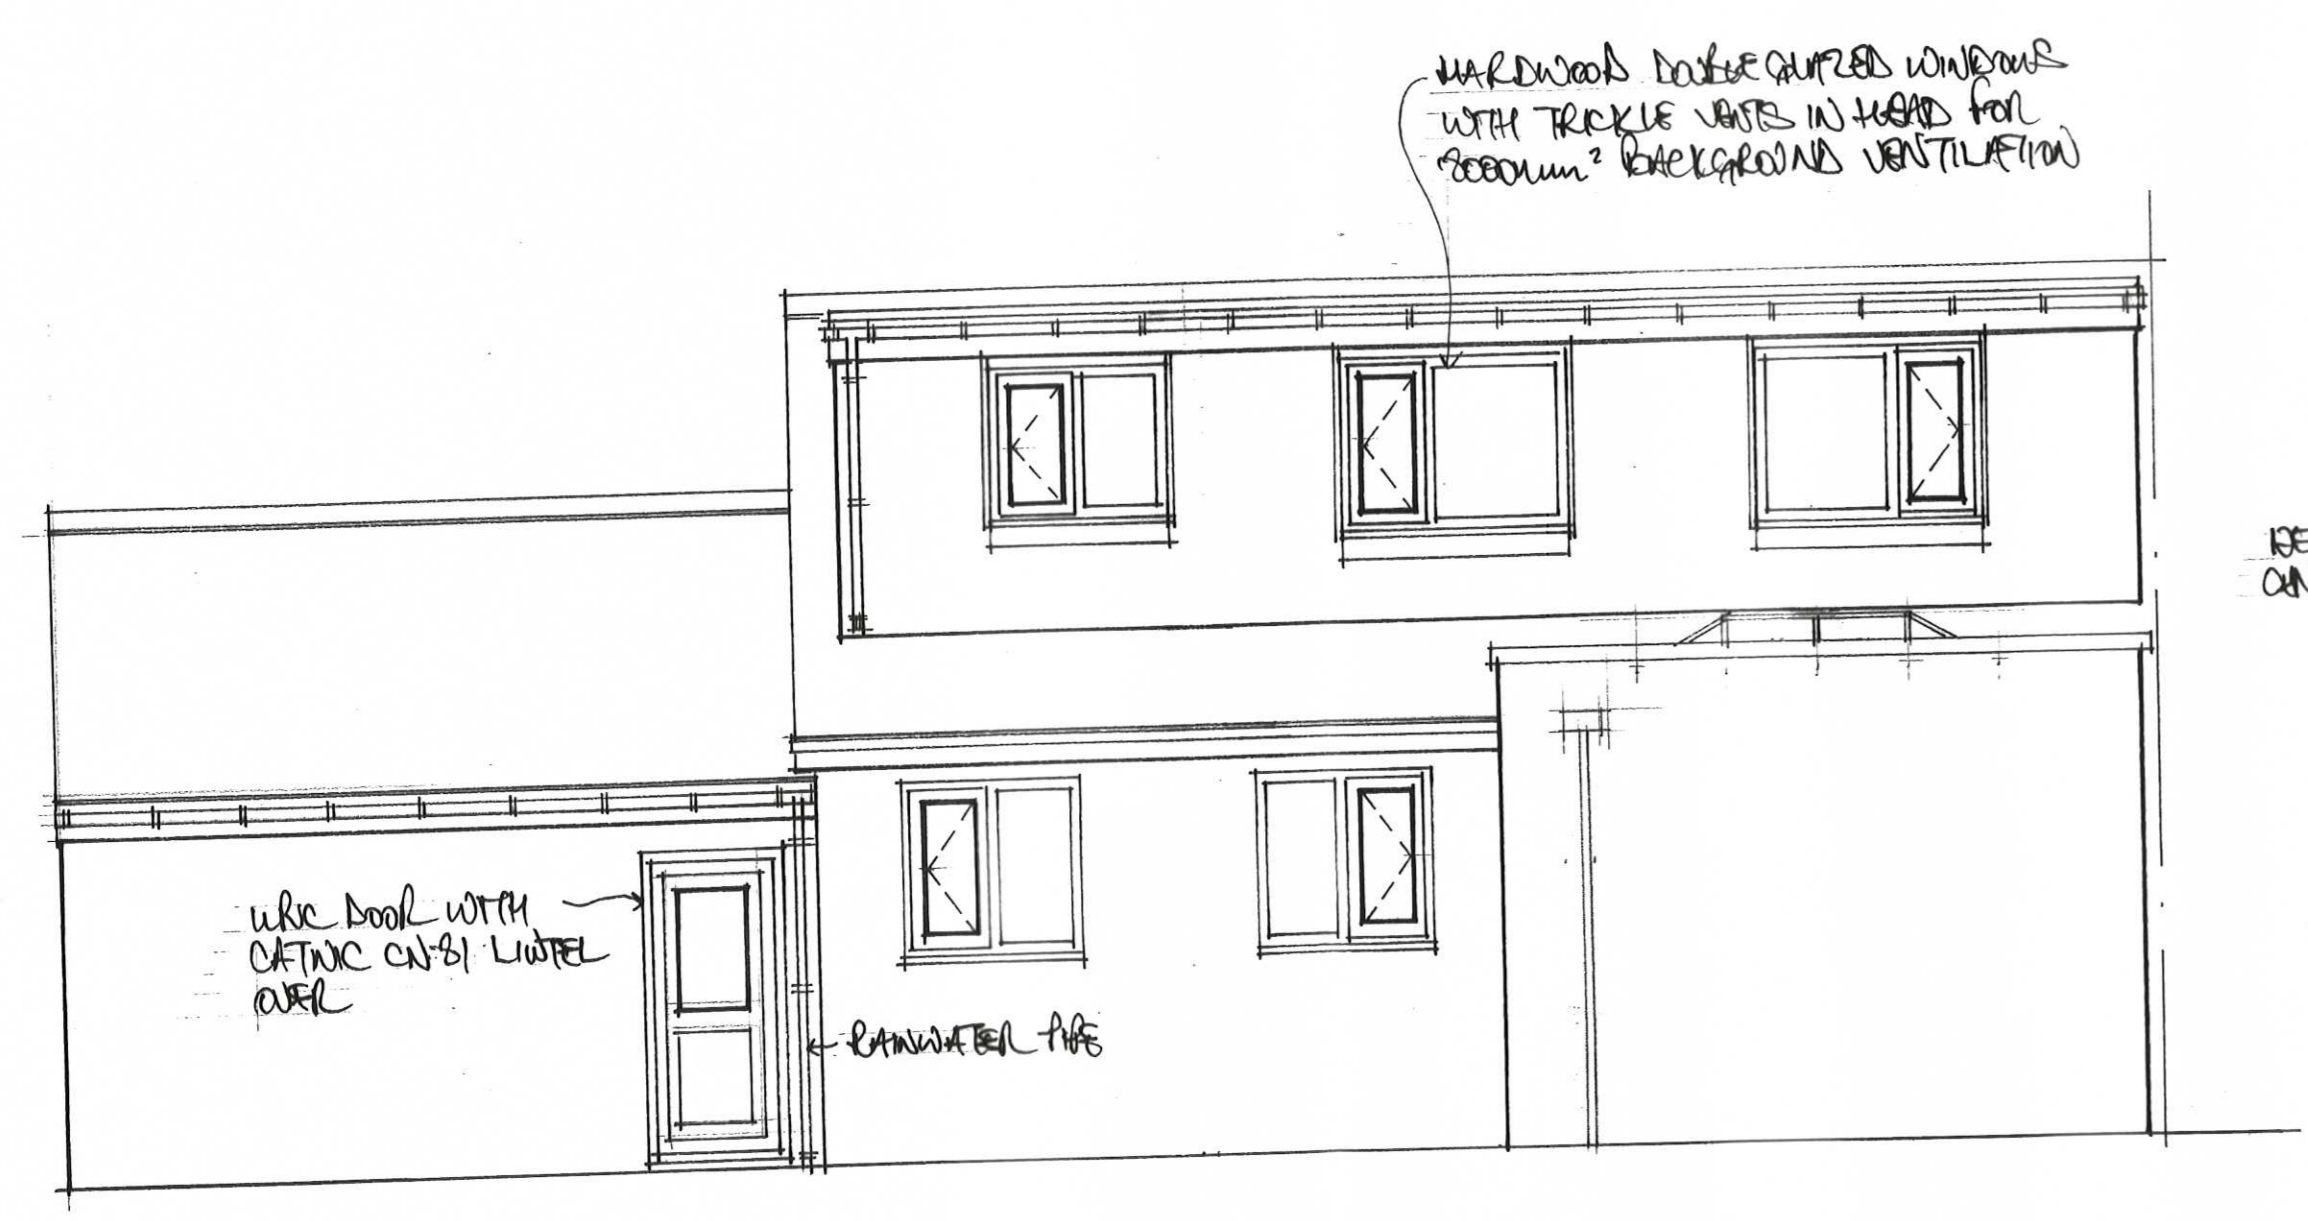 HARDWOOD DOUBLE GLAZED WINDOWS
WITH TRICKLE VENTS IN HEAD FOR
8000mm² BACKGROUND VENTILATION
UPVC DOOR WITH
CATNIC CN81 LINTEL
OVER
RAINWATER PIPE